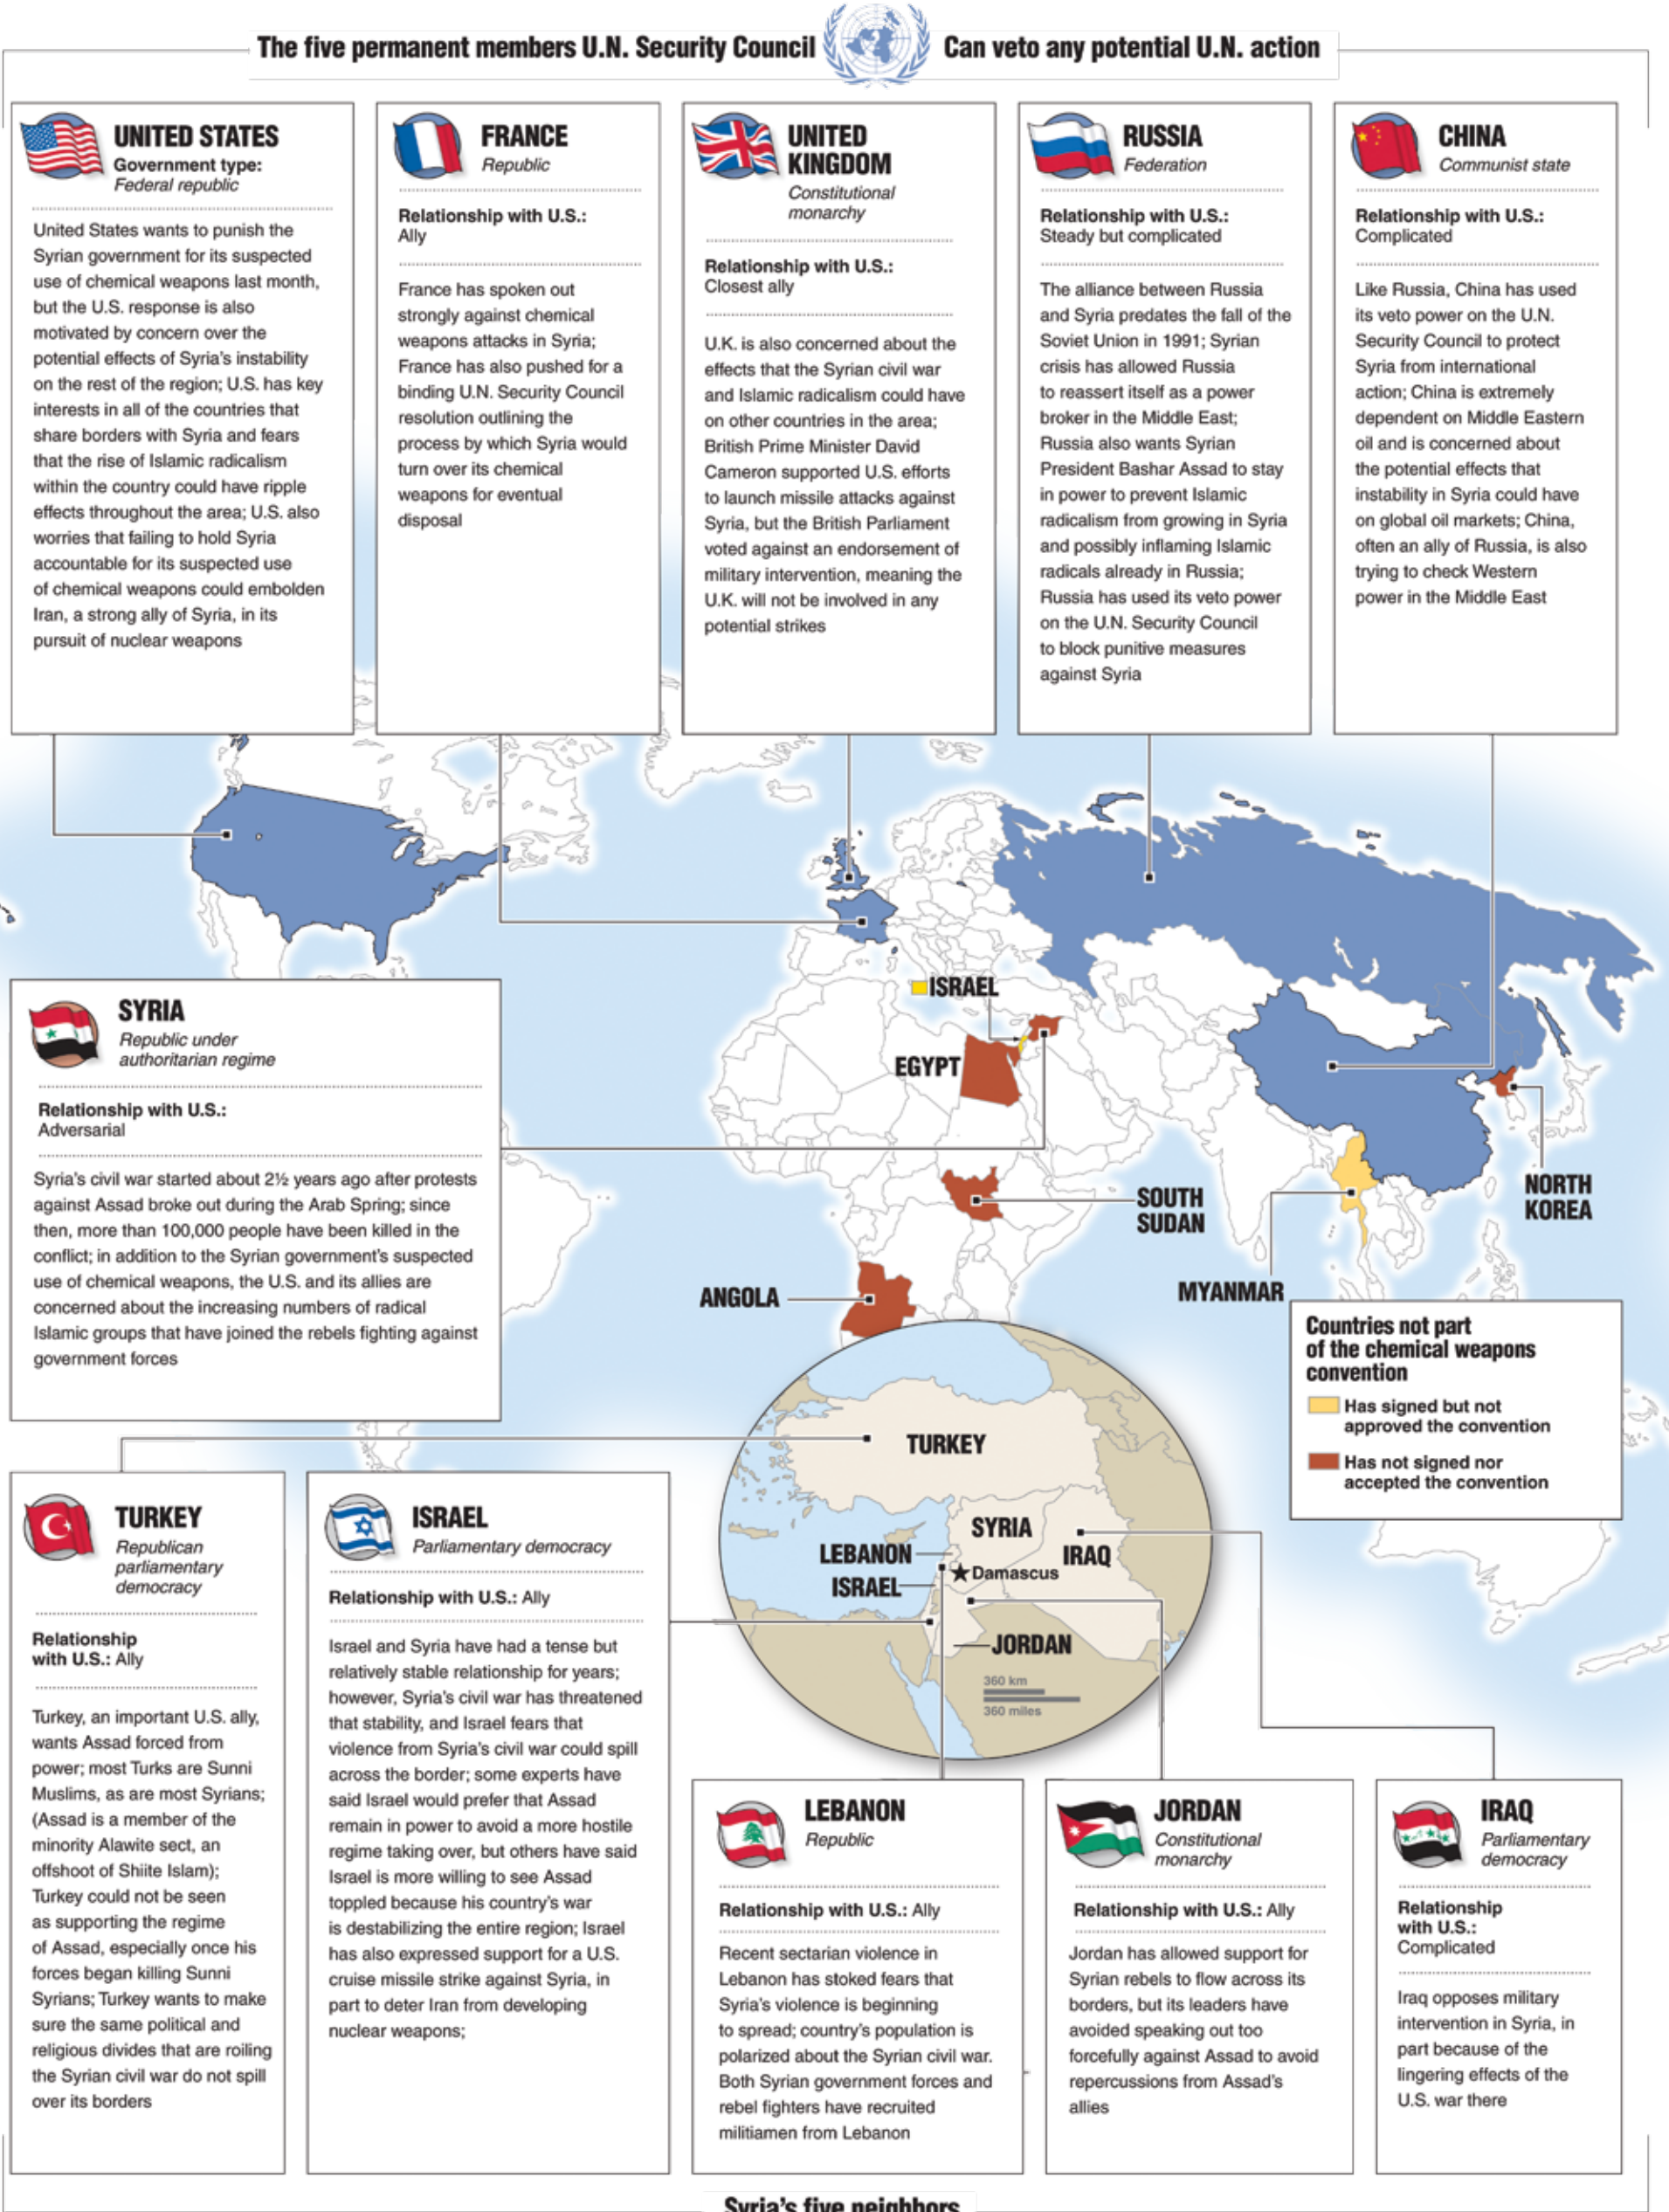 The five permanent members U.N. Security Council
Can veto any potential U.N. action
UNITED STATES
Government type:
Federal republic
United States wants to punish the
Syrian government for its suspected
use of chemical weapons last month,
but the U.S. response is also
motivated by concern over the
potential effects of Syria's instability
on the rest of the region; U.S. has key
interests in all of the countries that
share borders with Syria and fears
that the rise of Islamic radicalism
within the country could have ripple
effects throughout the area; U.S. also
worries that failing to hold Syria
accountable for its suspected use
of chemical weapons could embolden
Iran, a strong ally of Syria, in its
pursuit of nuclear weapons
FRANCE
Republic
Relationship with U.S.:
Ally
France has spoken out
strongly against chemical
weapons attacks in Syria;
France has also pushed for a
binding U.N. Security Council
resolution outlining the
process by which Syria would
turn over its chemical
weapons for eventual
disposal
UNITED
KINGDOM
Constitutional
monarchy
Relationship with U.S.:
Closest ally
U.K. is also concerned about the
effects that the Syrian civil war
and Islamic radicalism could have
on other countries in the area;
British Prime Minister David
Cameron supported U.S. efforts
to launch missile attacks against
Syria, but the British Parliament
voted against an endorsement of
military intervention, meaning the
U.K. will not be involved in any
potential strikes
RUSSIA
Federation
Relationship with U.S.:
Steady but complicated
The alliance between Russia
and Syria predates the fall of the
Soviet Union in 1991; Syrian
crisis has allowed Russia
to reassert itself as a power
broker in the Middle East;
Russia also wants Syrian
President Bashar Assad to stay
in power to prevent Islamic
radicalism from growing in Syria
and possibly inflaming Islamic
radicals already in Russia;
Russia has used its veto power
on the U.N. Security Council
to block punitive measures
against Syria
CHINA
Communist state
Relationship with U.S.:
Complicated
Like Russia, China has used
its veto power on the U.N.
Security Council to protect
Syria from international
action; China is extremely
dependent on Middle Eastern
oil and is concerned about
the potential effects that
instability in Syria could have
on global oil markets; China,
often an ally of Russia, is also
trying to check Western
power in the Middle East
ISRAEL
EGYPT
SOUTH
SUDAN
ANGOLA
MYANMAR
NORTH
KOREA
SYRIA
Republic under
authoritarian regime
Relationship with U.S.:
Adversarial
Syria's civil war started about 2½ years ago after protests
against Assad broke out during the Arab Spring; since
then, more than 100,000 people have been killed in the
conflict; in addition to the Syrian government's suspected
use of chemical weapons, the U.S. and its allies are
concerned about the increasing numbers of radical
Islamic groups that have joined the rebels fighting against
government forces
Countries not part
of the chemical weapons
convention
Has signed but not
approved the convention
Has not signed nor
accepted the convention
TURKEY
SYRIA
LEBANON
IRAQ
Damascus
ISRAEL
JORDAN
360 km
360 miles
TURKEY
Republican
parliamentary
democracy
Relationship
with U.S.: Ally
Turkey, an important U.S. ally,
wants Assad forced from
power; most Turks are Sunni
Muslims, as are most Syrians;
(Assad is a member of the
minority Alawite sect, an
offshoot of Shiite Islam);
Turkey could not be seen
as supporting the regime
of Assad, especially once his
forces began killing Sunni
Syrians; Turkey wants to make
sure the same political and
religious divides that are roiling
the Syrian civil war do not spill
over its borders
ISRAEL
Parliamentary democracy
Relationship with U.S.: Ally
Israel and Syria have had a tense but
relatively stable relationship for years;
however, Syria's civil war has threatened
that stability, and Israel fears that
violence from Syria's civil war could spill
across the border; some experts have
said Israel would prefer that Assad
remain in power to avoid a more hostile
regime taking over, but others have said
Israel is more willing to see Assad
toppled because his country's war
is destabilizing the entire region; Israel
has also expressed support for a U.S.
cruise missile strike against Syria, in
part to deter Iran from developing
nuclear weapons;
LEBANON
Republic
Relationship with U.S.: Ally
Recent sectarian violence in
Lebanon has stoked fears that
Syria's violence is beginning
to spread; country's population is
polarized about the Syrian civil war.
Both Syrian government forces and
rebel fighters have recruited
militiamen from Lebanon
JORDAN
Constitutional
monarchy
Relationship with U.S.: Ally
Jordan has allowed support for
Syrian rebels to flow across its
borders, but its leaders have
avoided speaking out too
forcefully against Assad to avoid
repercussions from Assad's
allies
IRAQ
Parliamentary
democracy
Relationship
with U.S.:
Complicated
Iraq opposes military
intervention in Syria, in
part because of the
lingering effects of the
U.S. war there
Syria's five neighbors